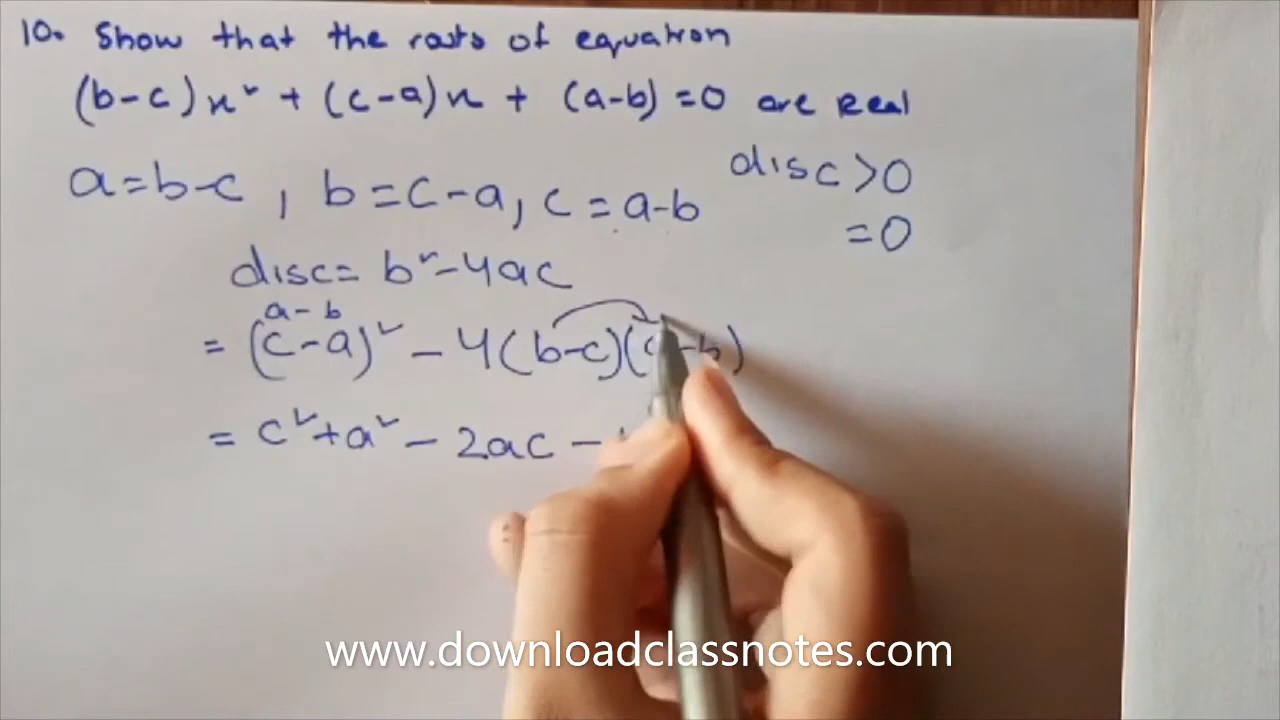 10. Show that the roots of equation
(b-c)x² + (c-a)x + (a-b) = 0 are Real
a = b-c, b = c-a, c = a-b
disc > 0
= 0
disc = b² - 4ac
a - b
= (c-a)² - 4(b-c)( -b)
= c² + a² - 2ac -
www.downloadclassnotes.com